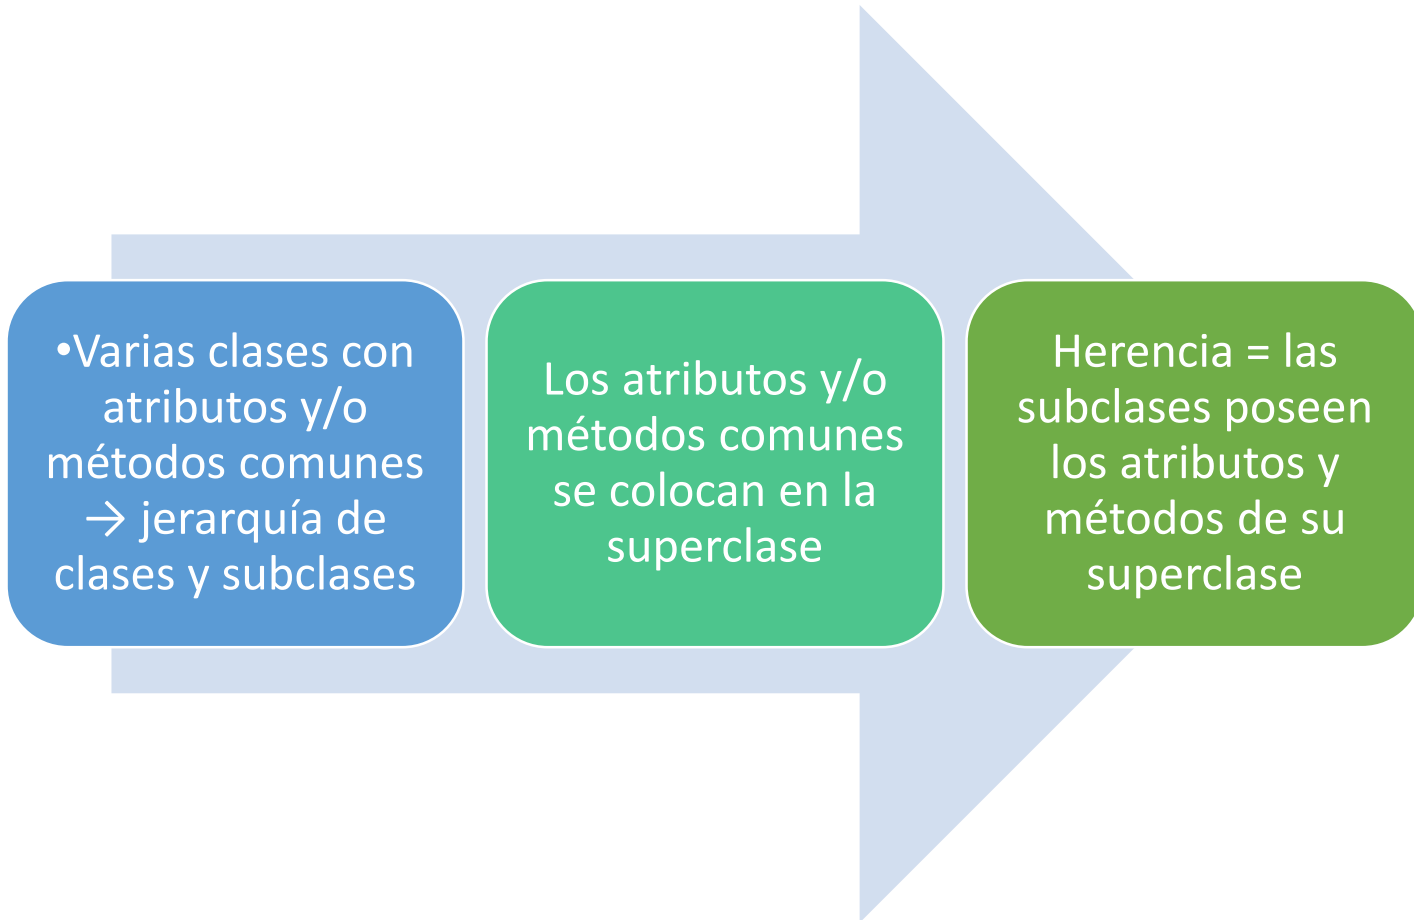 •Varias clases con
atributos y/o
métodos comunes
→ jerarquía de
clases y subclases
Los atributos y/o
métodos comunes
se colocan en la
superclase
Herencia = las
subclases poseen
los atributos y
métodos de su
superclase